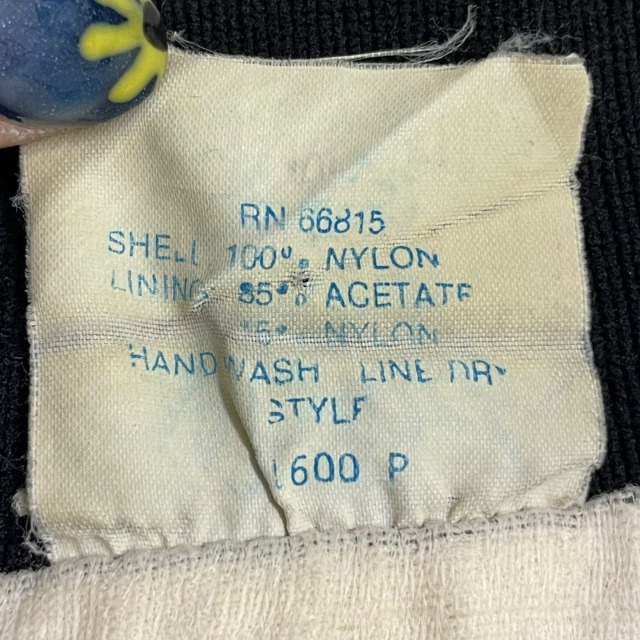 RN 66815
SHELL 100% NYLON
LINING 85% ACETATE
15% NYLON
HAND WASH LINE DRY
STYLE
1600 P